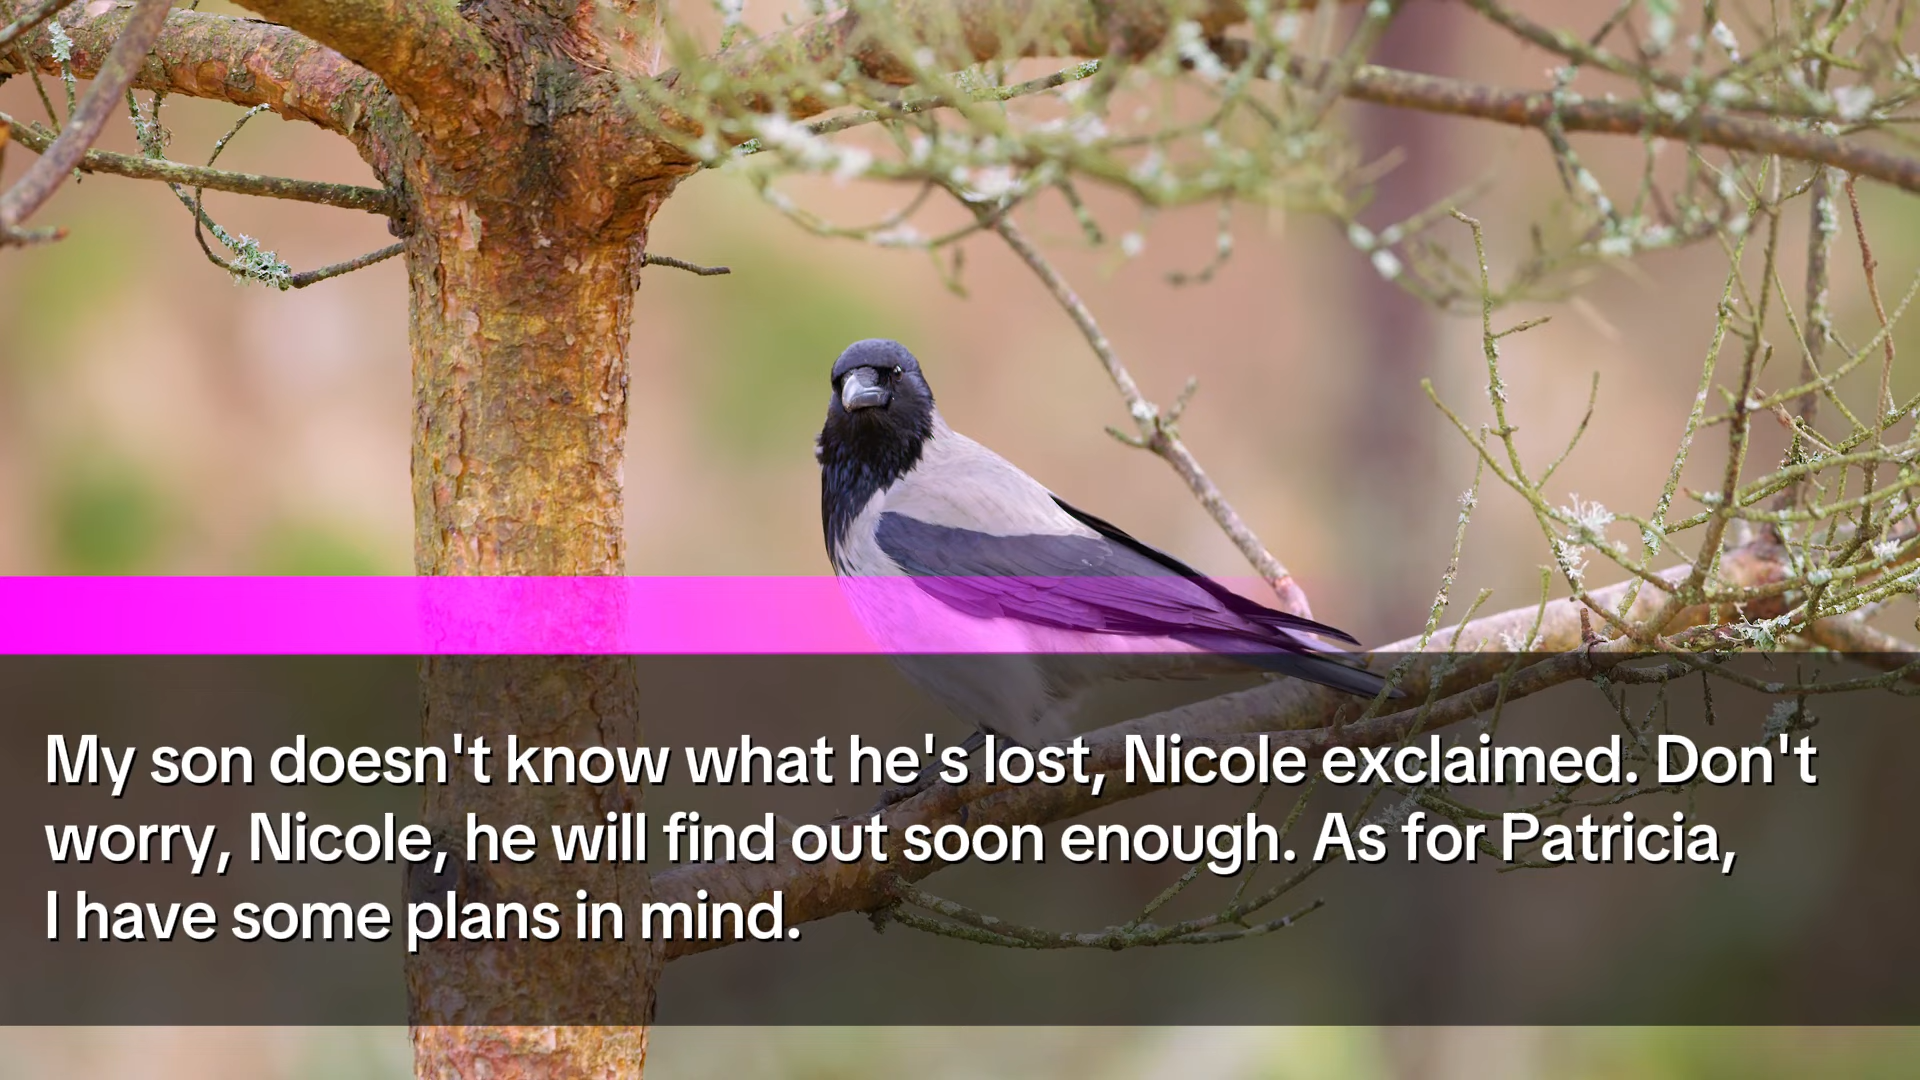 My son doesn't know what he's lost, Nicole exclaimed. Don't
worry, Nicole, he will find out soon enough. As for Patricia,
I have some plans in mind.